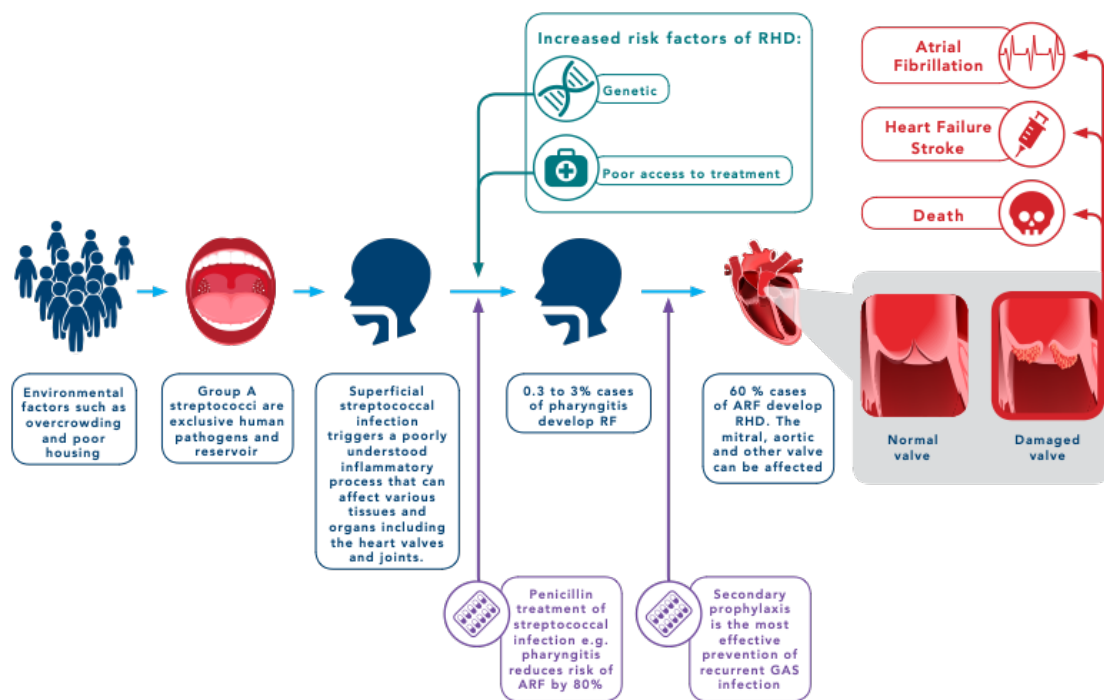 Increased risk factors of RHD:
Genetic
Poor access to treatment
Atrial
Fibrillation
Heart Failure
Stroke
Death
Environmental
factors such as
overcrowding
and poor
housing
Group A
streptococci are
exclusive human
pathogens and
reservoir
Superficial
streptococcal
infection
triggers a poorly
understood
inflammatory
process that can
affect various
tissues and
organs including
the heart valves
and joints.
0.3 to 3% cases
of pharyngitis
develop RF
60 % cases
of ARF develop
RHD. The
mitral, aortic
and other valve
can be affected
Normal
valve
Damaged
valve
Penicillin
treatment of
streptococcal
infection e.g.
pharyngitis
reduces risk of
ARF by 80%
Secondary
prophylaxis
is the most
effective
prevention of
recurrent GAS
infection